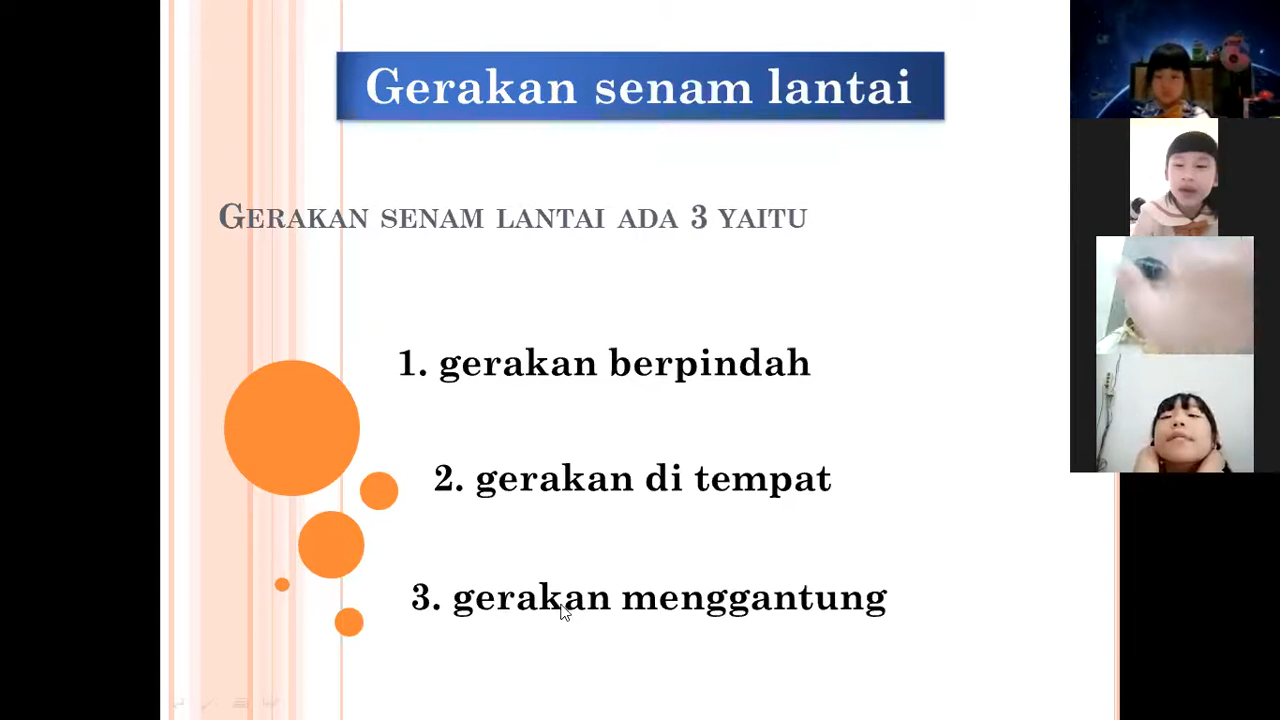 Gerakan senam lantai
Gerakan senam lantai ada 3 yaitu
1. gerakan berpindah
2. gerakan di tempat
3. gerakan menggantung